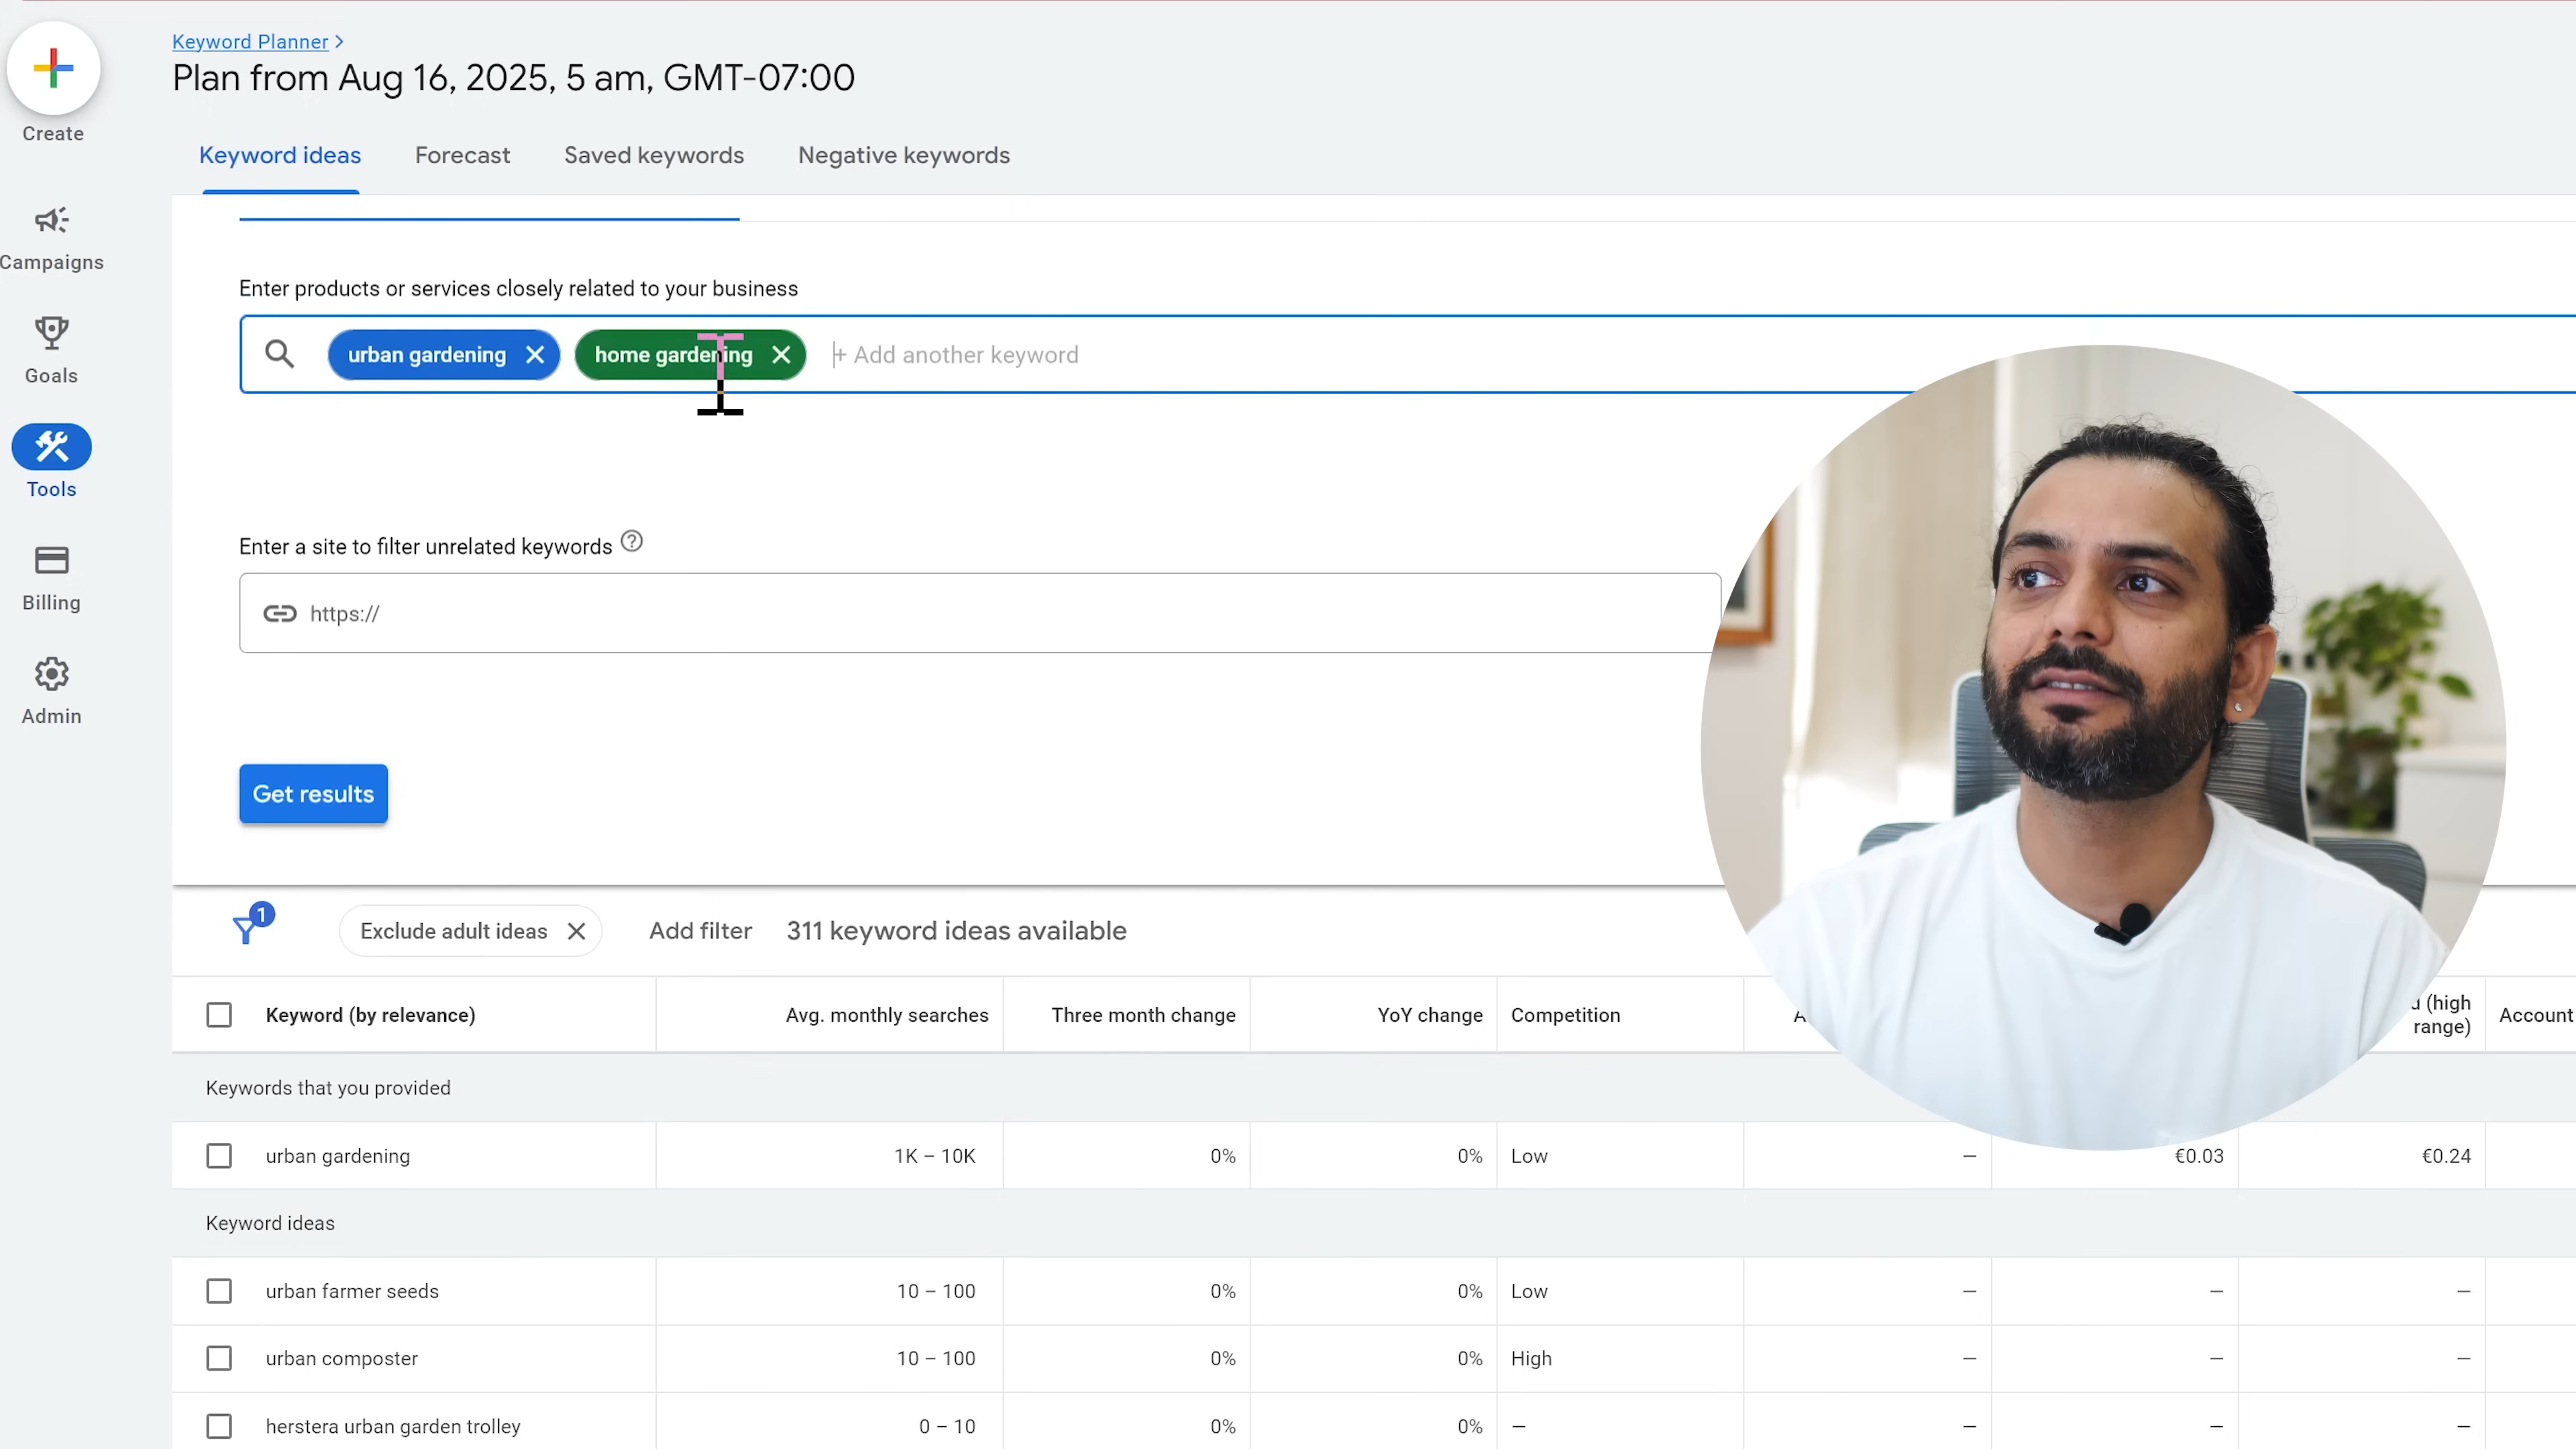 Keyword Planner >
Plan from Aug 16, 2025, 5 am, GMT-07:00
Create
Keyword ideas Forecast Saved keywords Negative keywords
Campaigns
Goals
Tools
Billing
Admin
Enter products or services closely related to your business
urban gardening home gardening + Add another keyword
Enter a site to filter unrelated keywords ?
https://
Get results
1
Exclude adult ideas Add filter 311 keyword ideas available
Keyword (by relevance) Avg. monthly searches Three month change YoY change Competition (high range) Account
Keywords that you provided
urban gardening 1K – 10K 0% 0% Low — €0.03 €0.24
Keyword ideas
urban farmer seeds 10 – 100 0% 0% Low — — —
urban composter 10 – 100 0% 0% High — — —
herstera urban garden trolley 0 – 10 0% 0% — — — —